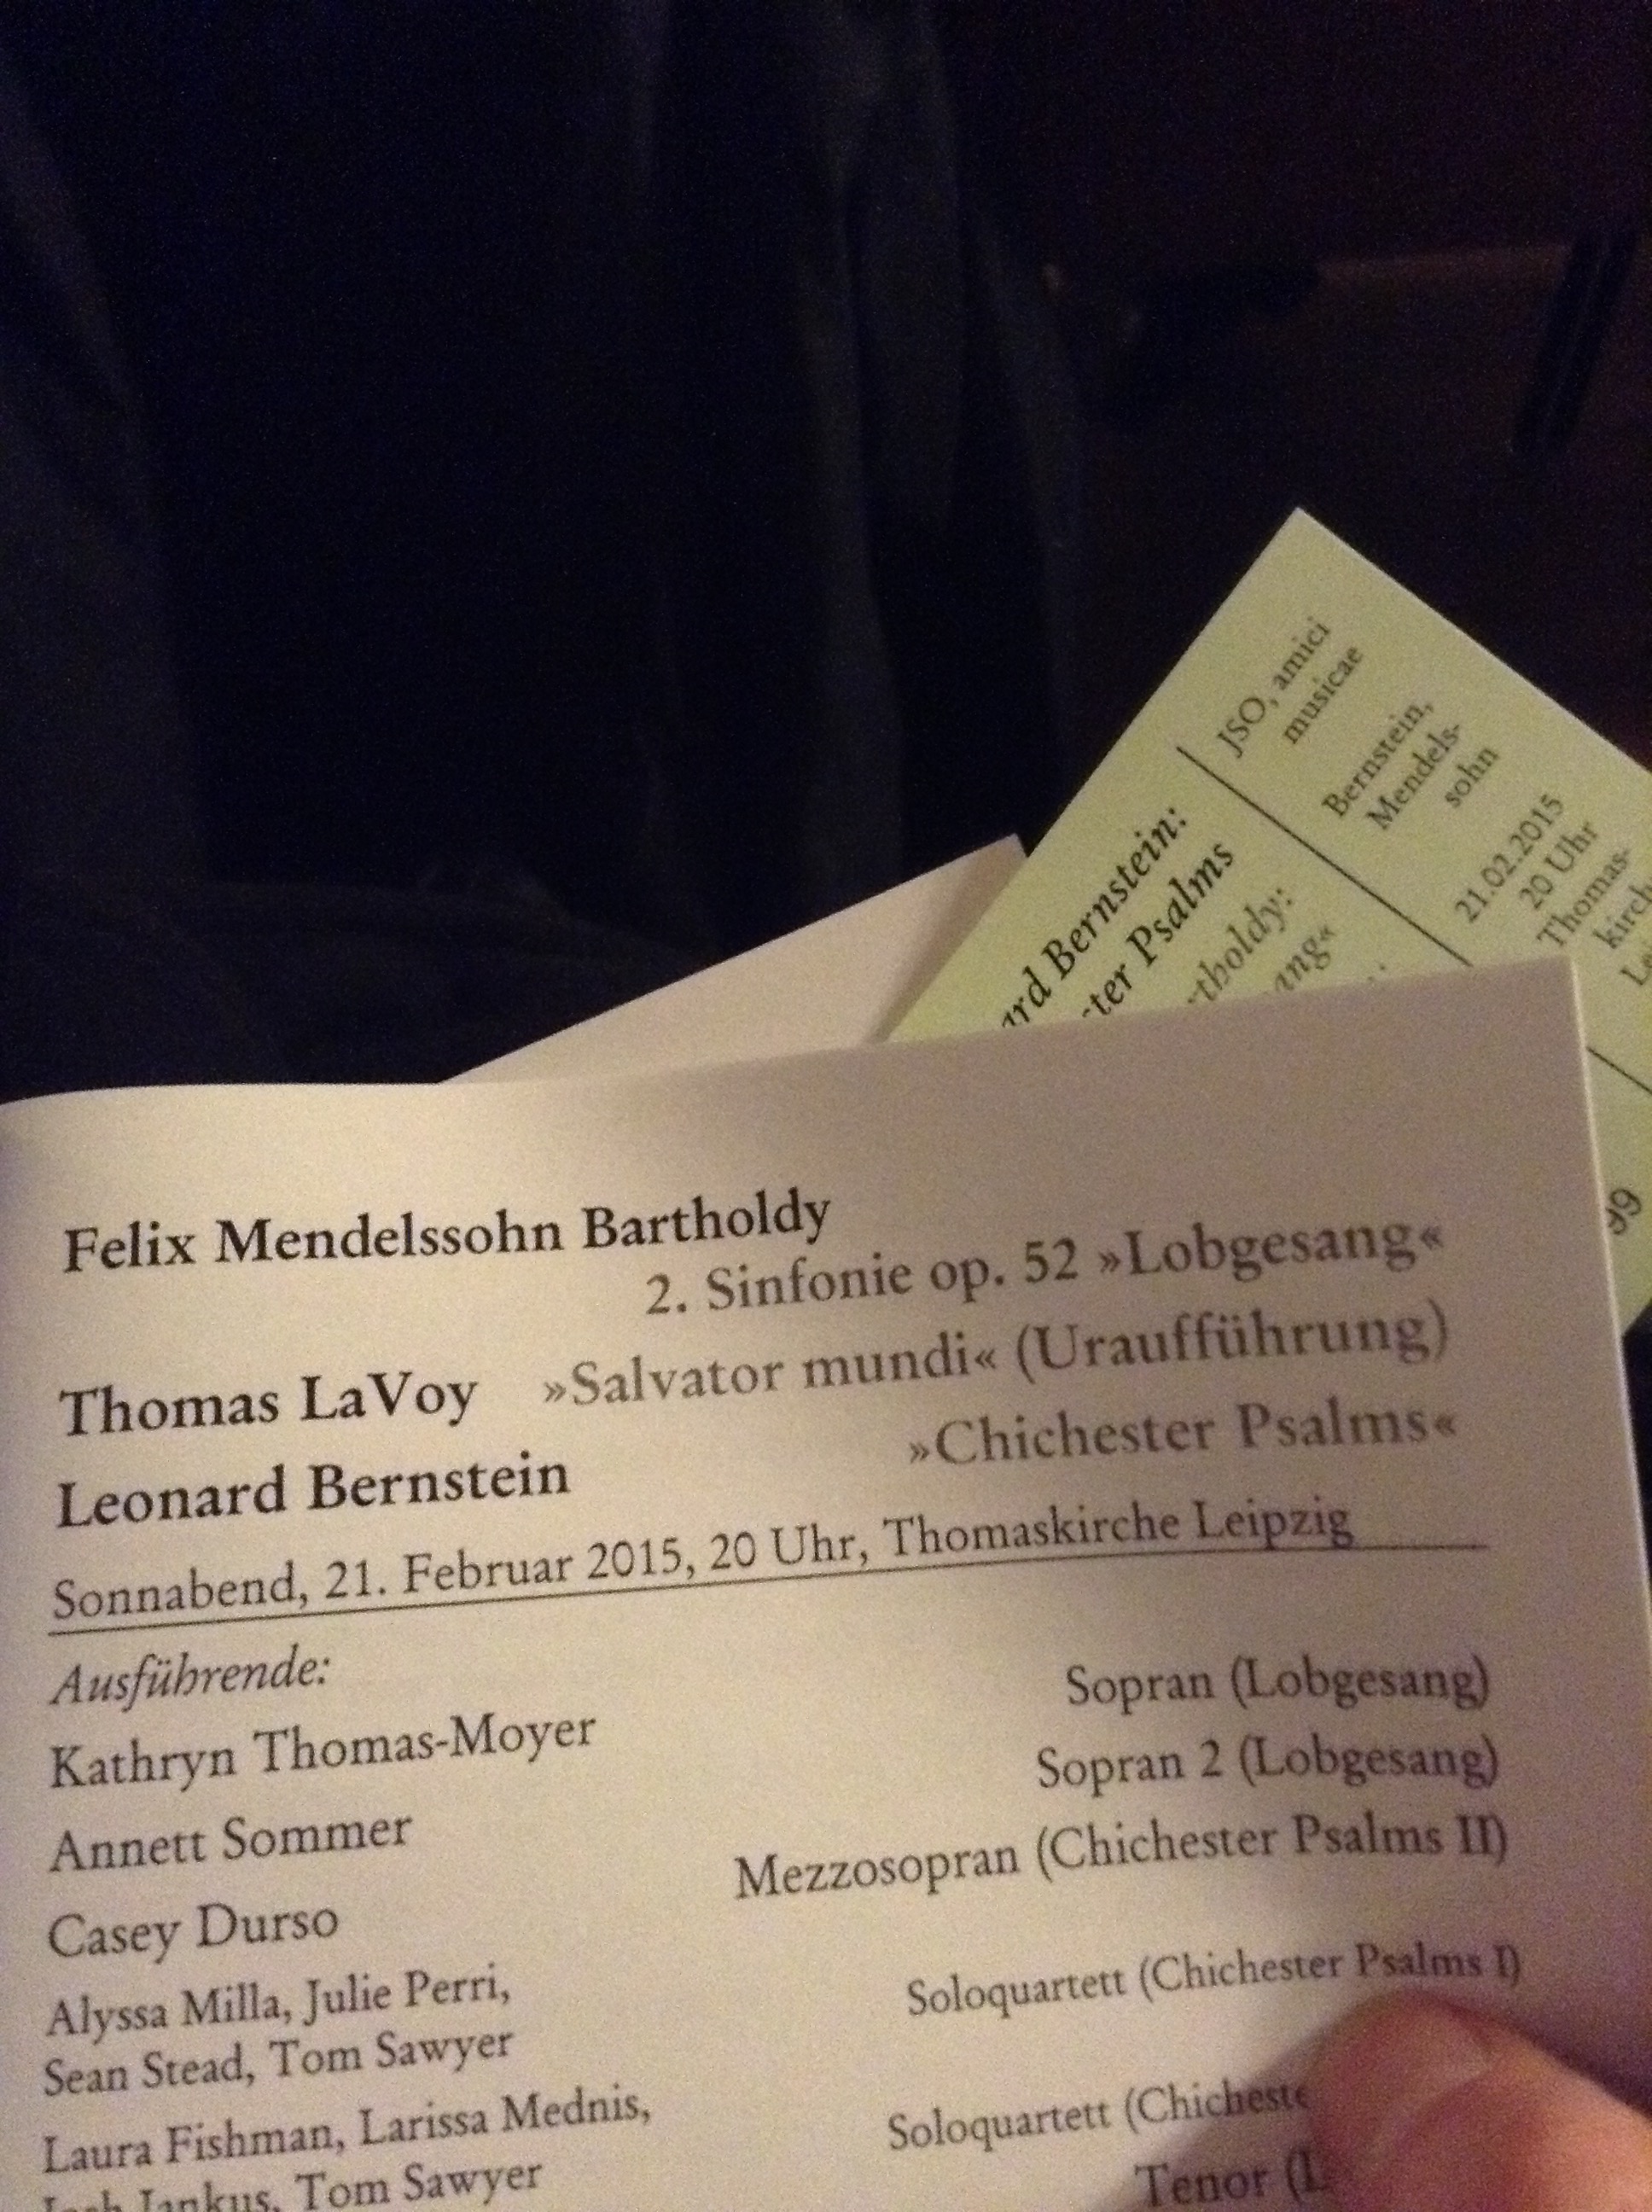 JSO, amici
musicae
Bernstein,
Mendels-
sohn
21.02.2015
20 Uhr
Thomas-
Bernstein:
Psalms
Felix Mendelssohn Bartholdy
2. Sinfonie op. 52 »Lobgesang«
Thomas LaVoy »Salvator mundi« (Uraufführung)
Leonard Bernstein »Chichester Psalms«
Sonnabend, 21. Februar 2015, 20 Uhr, Thomaskirche Leipzig
Ausführende:
Kathryn Thomas-Moyer Sopran (Lobgesang)
Annett Sommer Sopran 2 (Lobgesang)
Casey Durso Mezzosopran (Chichester Psalms II)
Alyssa Milla, Julie Perri,
Sean Stead, Tom Sawyer Soloquartett (Chichester Psalms I)
Laura Fishman, Larissa Mednis,
Jankus, Tom Sawyer Soloquartett
Tenor